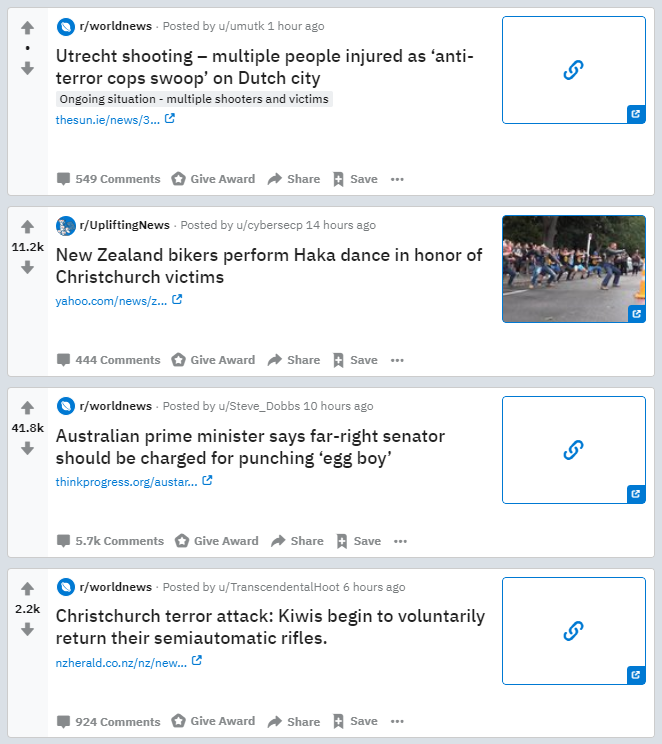 r/worldnews · Posted by u/umutk 1 hour ago
•
Utrecht shooting – multiple people injured as ‘anti-
terror cops swoop’ on Dutch city
Ongoing situation - multiple shooters and victims
thesun.ie/news/3...
549 Comments Give Award Share Save ...
r/UpliftingNews · Posted by u/cybersecp 14 hours ago
11.2k
New Zealand bikers perform Haka dance in honor of
Christchurch victims
yahoo.com/news/z...
444 Comments Give Award Share Save ...
r/worldnews · Posted by u/Steve_Dobbs 10 hours ago
41.8k
Australian prime minister says far-right senator
should be charged for punching ‘egg boy’
thinkprogress.org/austar...
5.7k Comments Give Award Share Save ...
r/worldnews · Posted by u/TranscendentalHoot 6 hours ago
2.2k
Christchurch terror attack: Kiwis begin to voluntarily
return their semiautomatic rifles.
nzherald.co.nz/nz/new...
924 Comments Give Award Share Save ...